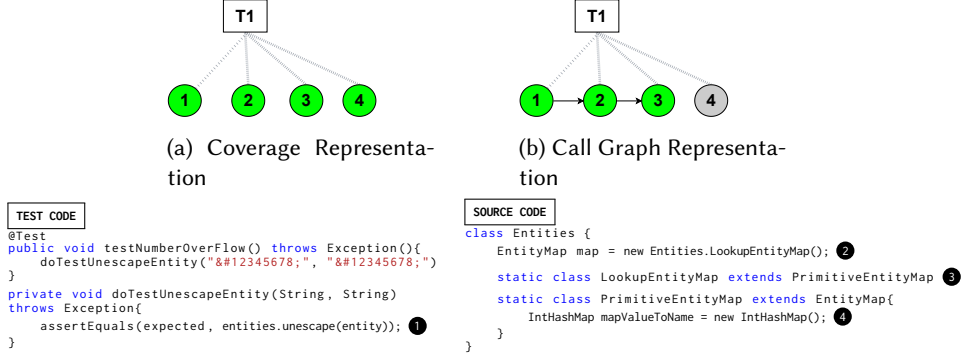 T1
1
2
3
4
(a) Coverage Representa-
tion
T1
1
2
3
4
(b) Call Graph Representa-
tion
TEST CODE
@Test
public void testNumberOverFlow() throws Exception(){
doTestUnescapeEntity("&#12345678;", "&#12345678;")
}
private void doTestUnescapeEntity(String, String)
throws Exception{
assertEquals(expected, entities.unescape(entity)); 1
}
SOURCE CODE
class Entities {
EntityMap map = new Entities.LookupEntityMap(); 2
static class LookupEntityMap extends PrimitiveEntityMap 3
static class PrimitiveEntityMap extends EntityMap{
IntHashMap mapValueToName = new IntHashMap(); 4
}
}